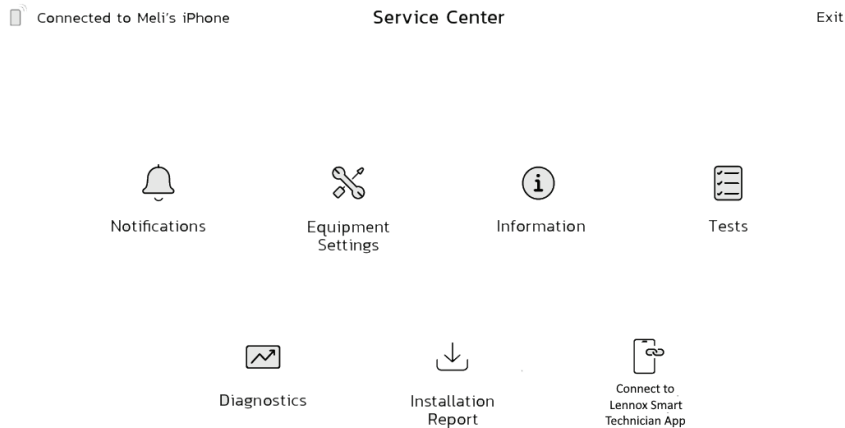 Connected to Meli's iPhone
Service Center
Exit
Notifications
Equipment
Settings
Information
Tests
Diagnostics
Installation
Report
Connect to
Lennox Smart
Technician App